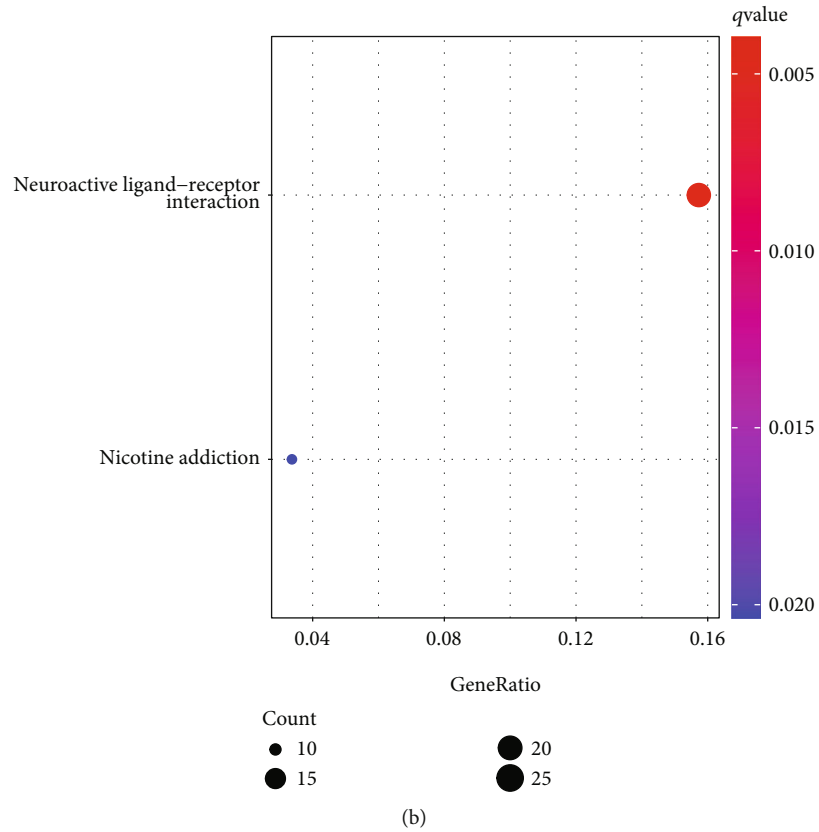 qvalue
0.005
Neuroactive ligand−receptor
interaction
0.010
0.015
Nicotine addiction
0.020
0.04 0.08 0.12 0.16
GeneRatio
Count
10 20
15 25
(b)